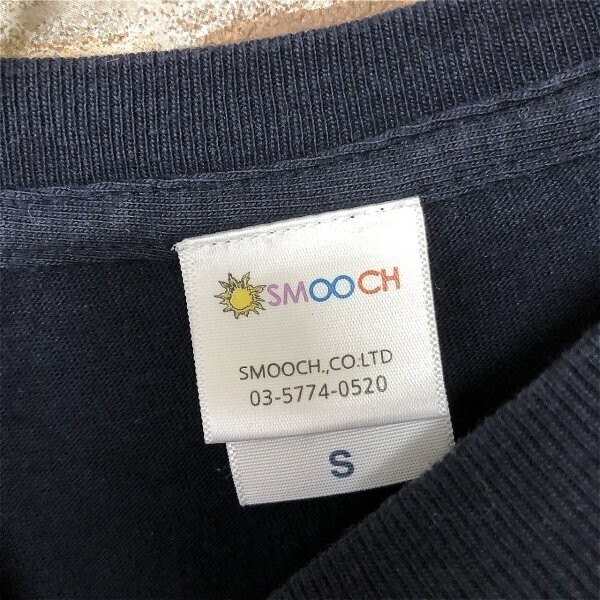 SMOOCH
SMOOCH.,CO.LTD
03-5774-0520
S